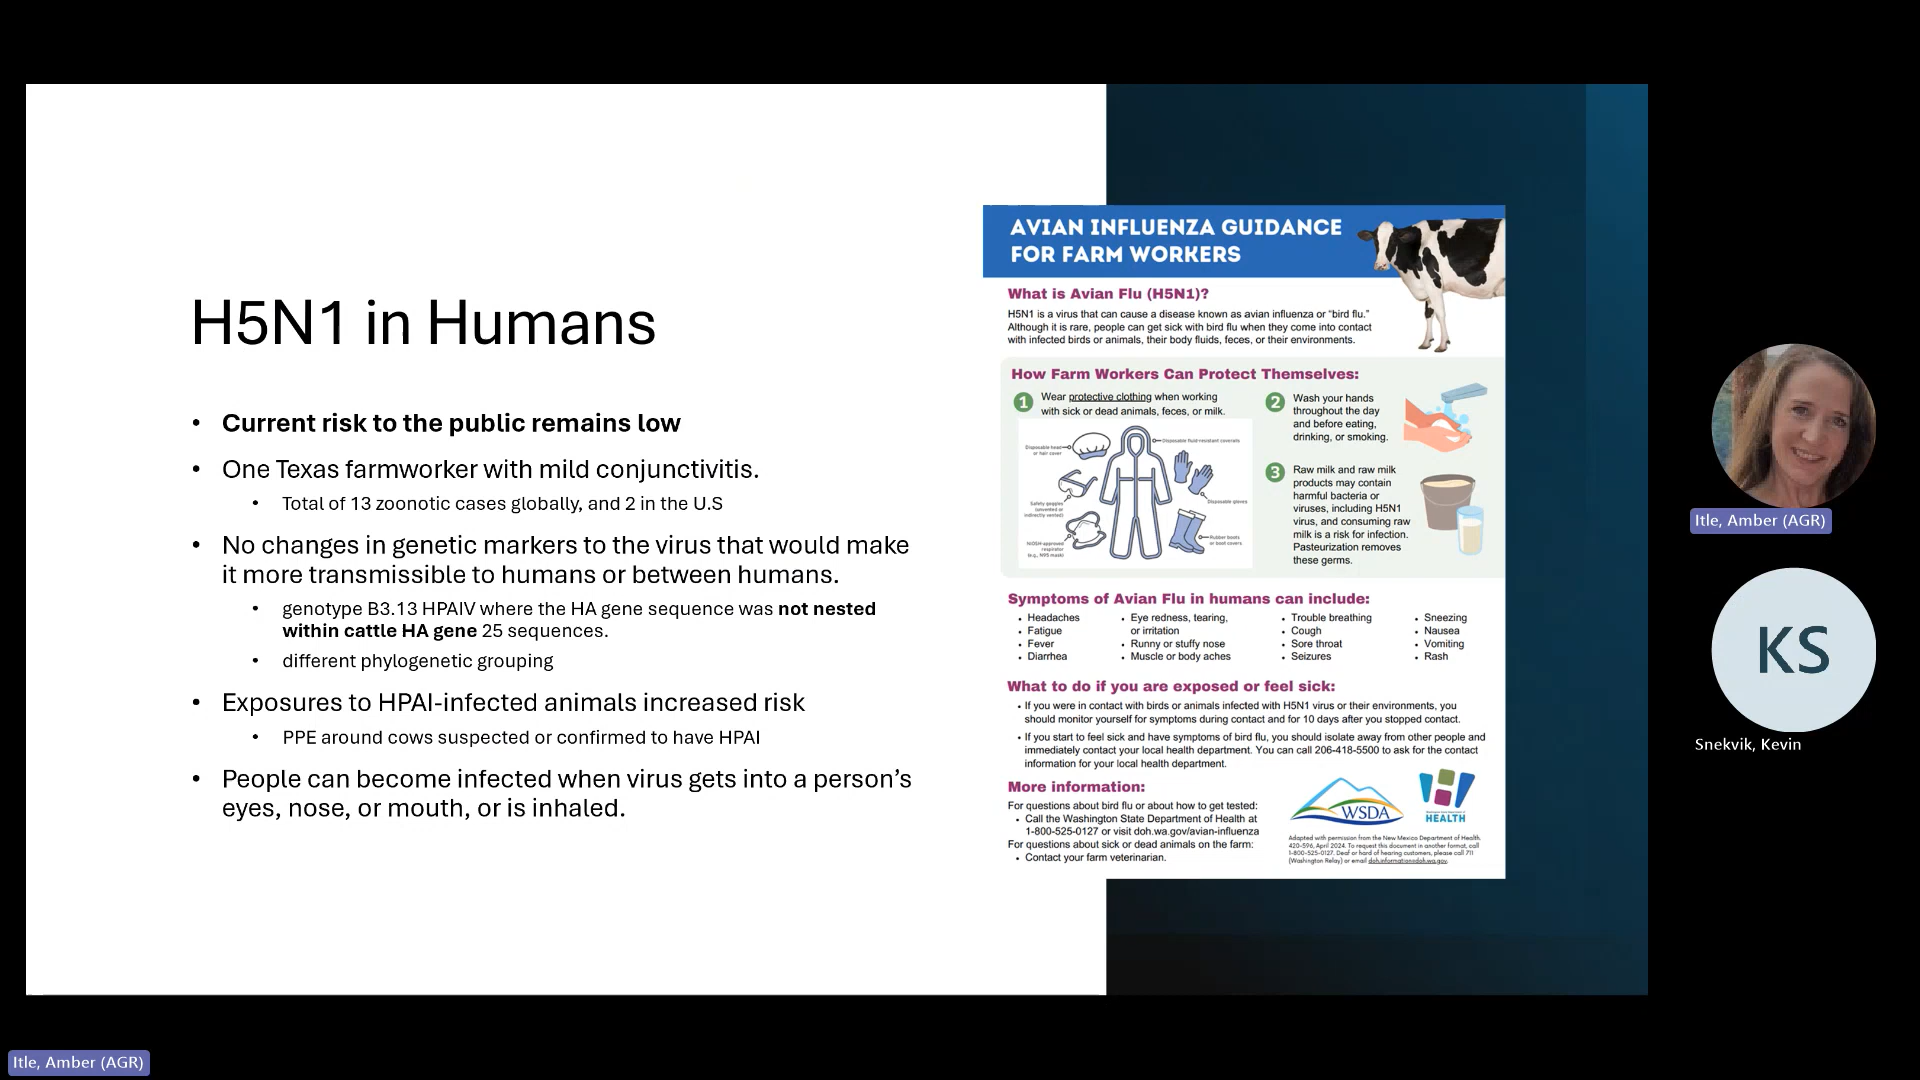 H5N1 in Humans
• Current risk to the public remains low
• One Texas farmworker with mild conjunctivitis.
• Total of 13 zoonotic cases globally, and 2 in the U.S
• No changes in genetic markers to the virus that would make
it more transmissible to humans or between humans.
• genotype B3.13 HPAIV where the HA gene sequence was not nested
within cattle HA gene 25 sequences.
• different phylogenetic grouping
• Exposures to HPAI-infected animals increased risk
• PPE around cows suspected or confirmed to have HPAI
• People can become infected when virus gets into a person’s
eyes, nose, or mouth, or is inhaled.
AVIAN INFLUENZA GUIDANCE
FOR FARM WORKERS
What is Avian Flu (H5N1)?
H5N1 is a virus that can cause a disease known as avian influenza or “bird flu.”
Although it is rare, people can get sick with bird flu when they come into contact
with infected birds or animals, their body fluids, feces, or their environments.
How Farm Workers Can Protect Themselves:
1 Wear protective clothing when working
with sick or dead animals, feces, or milk.
Disposable head
or hair cover
Disposable fluid-resistant coveralls
Safety goggles
(unvented or
indirectly vented)
Disposable gloves
NIOSH-approved
respirator
(e.g., N95 mask)
Rubber boots
or boot covers
2 Wash your hands
throughout the day
and before eating,
drinking, or smoking.
3 Raw milk and raw milk
products may contain
harmful bacteria or
viruses, including H5N1
virus, and consuming raw
milk is a risk for infection.
Pasteurization removes
these germs.
Symptoms of Avian Flu in humans can include:
• Headaches
• Fatigue
• Fever
• Diarrhea
• Eye redness, tearing,
or irritation
• Runny or stuffy nose
• Muscle or body aches
• Trouble breathing
• Cough
• Sore throat
• Seizures
• Sneezing
• Nausea
• Vomiting
• Rash
What to do if you are exposed or feel sick:
• If you were in contact with birds or animals infected with H5N1 virus or their environments, you
should monitor yourself for symptoms during contact and for 10 days after you stopped contact.
• If you start to feel sick and have symptoms of bird flu, you should isolate away from other people and
immediately contact your local health department. You can call 206-418-5500 to ask for the contact
information for your local health department.
More information:
For questions about bird flu or about how to get tested:
• Call the Washington State Department of Health at
1-800-525-0127 or visit doh.wa.gov/avian-influenza
For questions about sick or dead animals on the farm:
• Contact your farm veterinarian.
WSDA
HEALTH
Adapted with permission from the New Mexico Department of Health.
420-596, April 2024. To request this document in another format, call
1-800-525-0127. Deaf or hard of hearing customers, please call 711
(Washington Relay) or email
Itle, Amber (AGR)
KS
Snekvik, Kevin
Itle, Amber (AGR)